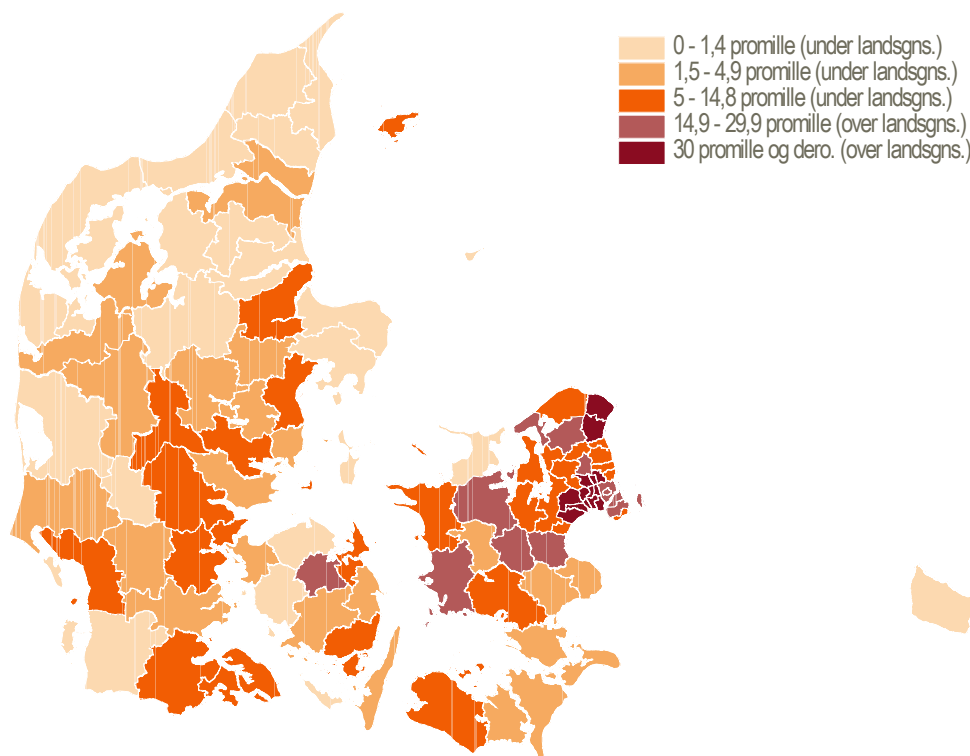 0 - 1,4 promille (under landsgns.)
1,5 - 4,9 promille (under landsgns.)
5 - 14,8 promille (under landsgns.)
14,9 - 29,9 promille (over landsgns.)
30 promille og dero. (over landsgns.)